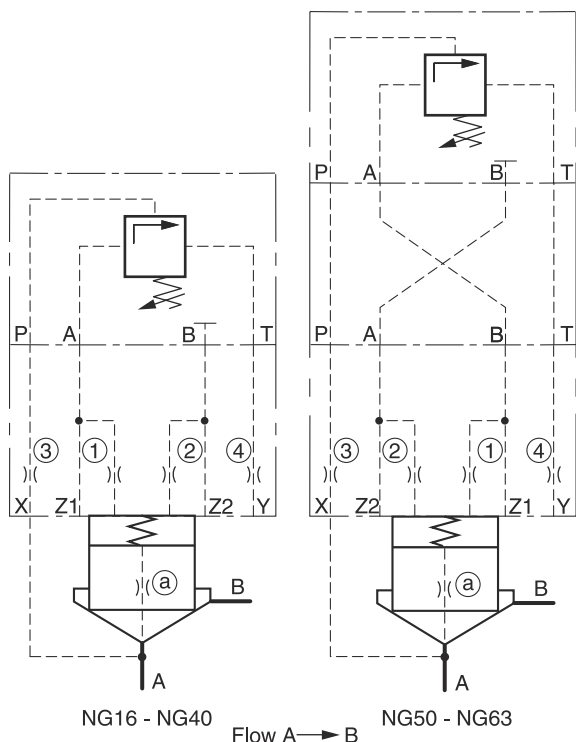 P A B T
P A B T
P A B T
③ ① ② ④
③ ② ① ④
X Z1 Z2 Y
X Z2 Z1 Y
ⓐ
ⓐ
B
B
A
A
NG16 - NG40
NG50 - NG63
Flow A → B